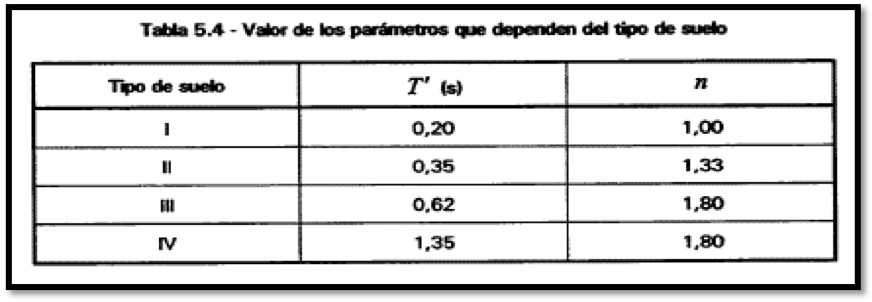 Tabla 5.4 - Valor de los parámetros que dependen del tipo de suelo
Tipo de suelo T' (s) n
I 0,20 1,00
II 0,35 1,33
III 0,62 1,80
IV 1,35 1,80